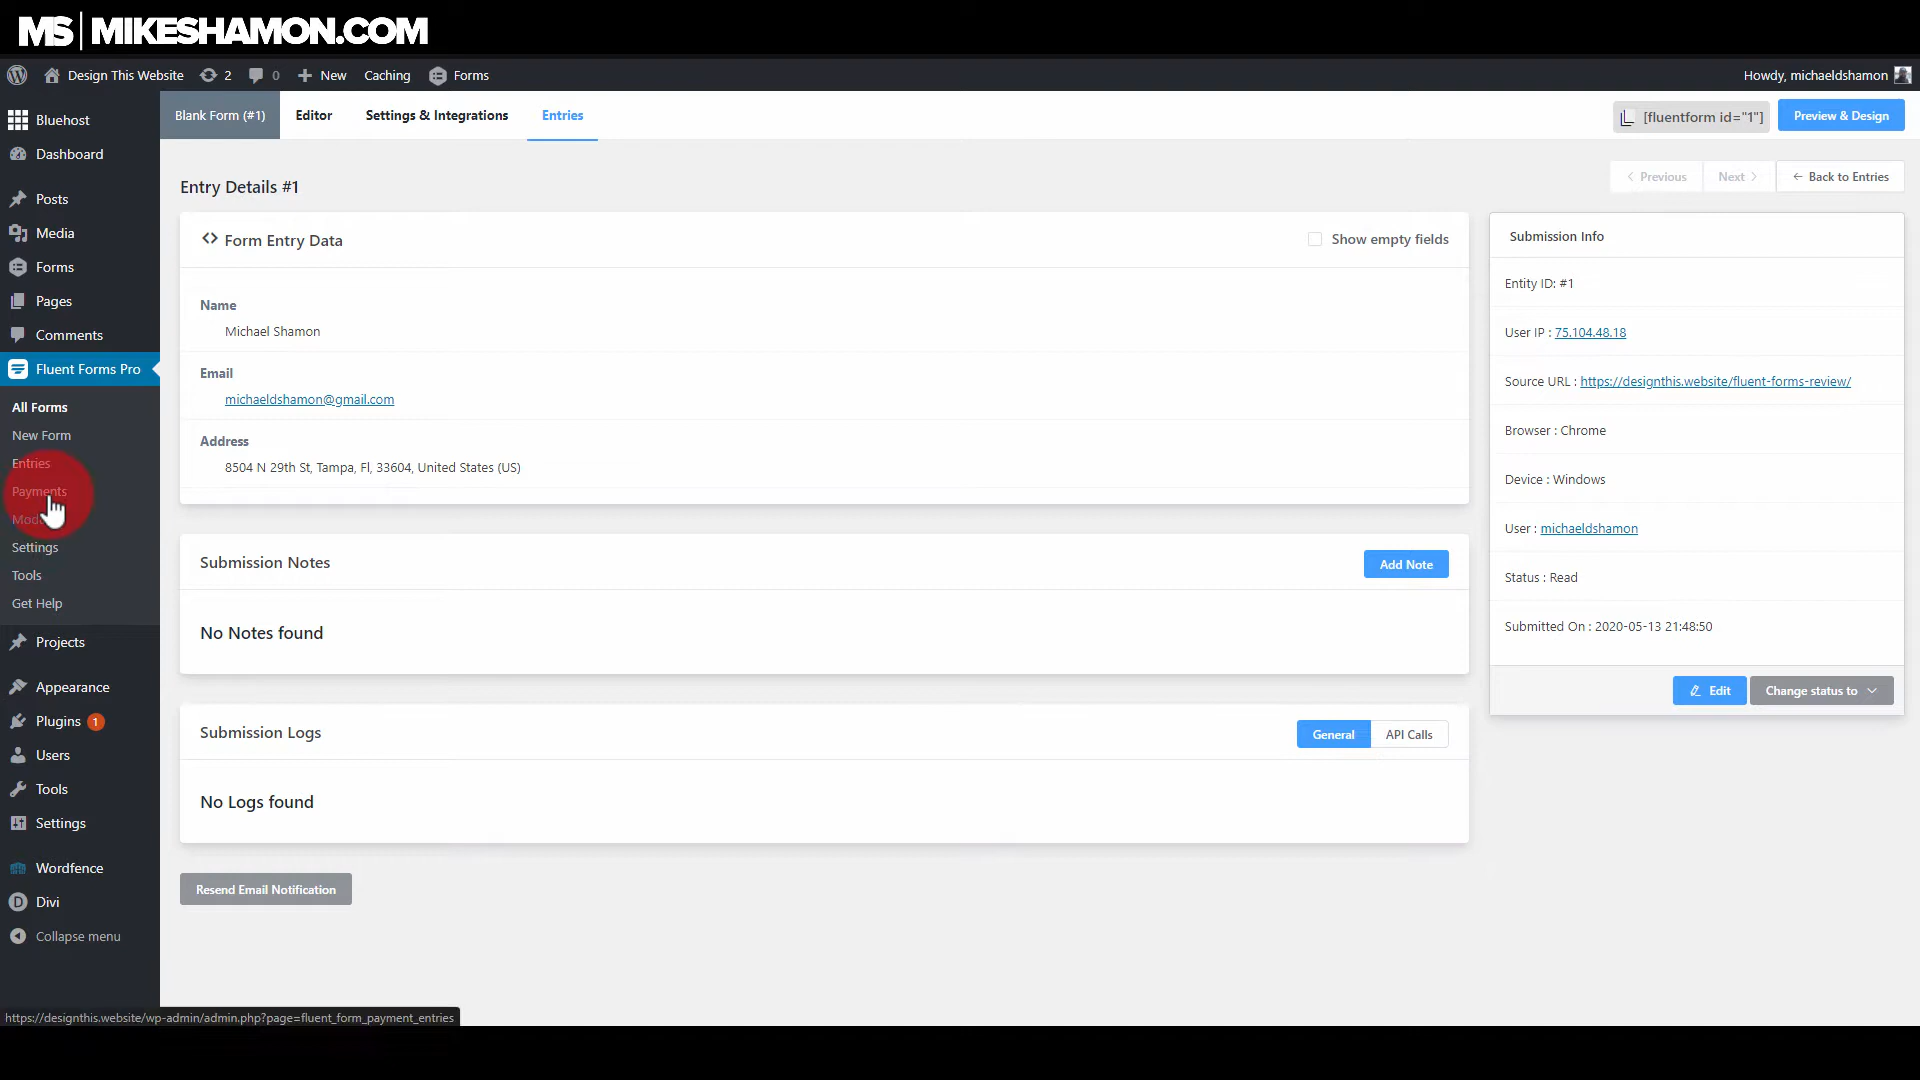 MS | MIKESHAMON.COM
Design This Website 2 0 New Caching Forms Howdy, michaeldshamon
Bluehost
Dashboard
Posts
Media
Forms
Pages
Comments
Fluent Forms Pro
All Forms
New Form
Entries
Payments
Settings
Tools
Get Help
Projects
Appearance
Plugins 1
Users
Tools
Settings
Wordfence
Divi
Collapse menu
Blank Form (#1) Editor Settings & Integrations Entries [fluentform id="1"] Preview & Design
Entry Details #1 Previous Next Back to Entries
Form Entry Data Show empty fields
Name
Michael Shamon
Email
michaeldshamon@gmail.com
Address
8504 N 29th St, Tampa, Fl, 33604, United States (US)
Submission Notes Add Note
No Notes found
Submission Logs General API Calls
No Logs found
Resend Email Notification
Submission Info
Entity ID: #1
User IP : 75.104.48.18
Source URL : https://designthis.website/fluent-forms-review/
Browser : Chrome
Device : Windows
User : michaeldshamon
Status : Read
Submitted On : 2020-05-13 21:48:50
Edit Change status to
https://designthis.website/wp-admin/admin.php?page=fluent_form_payment_entries